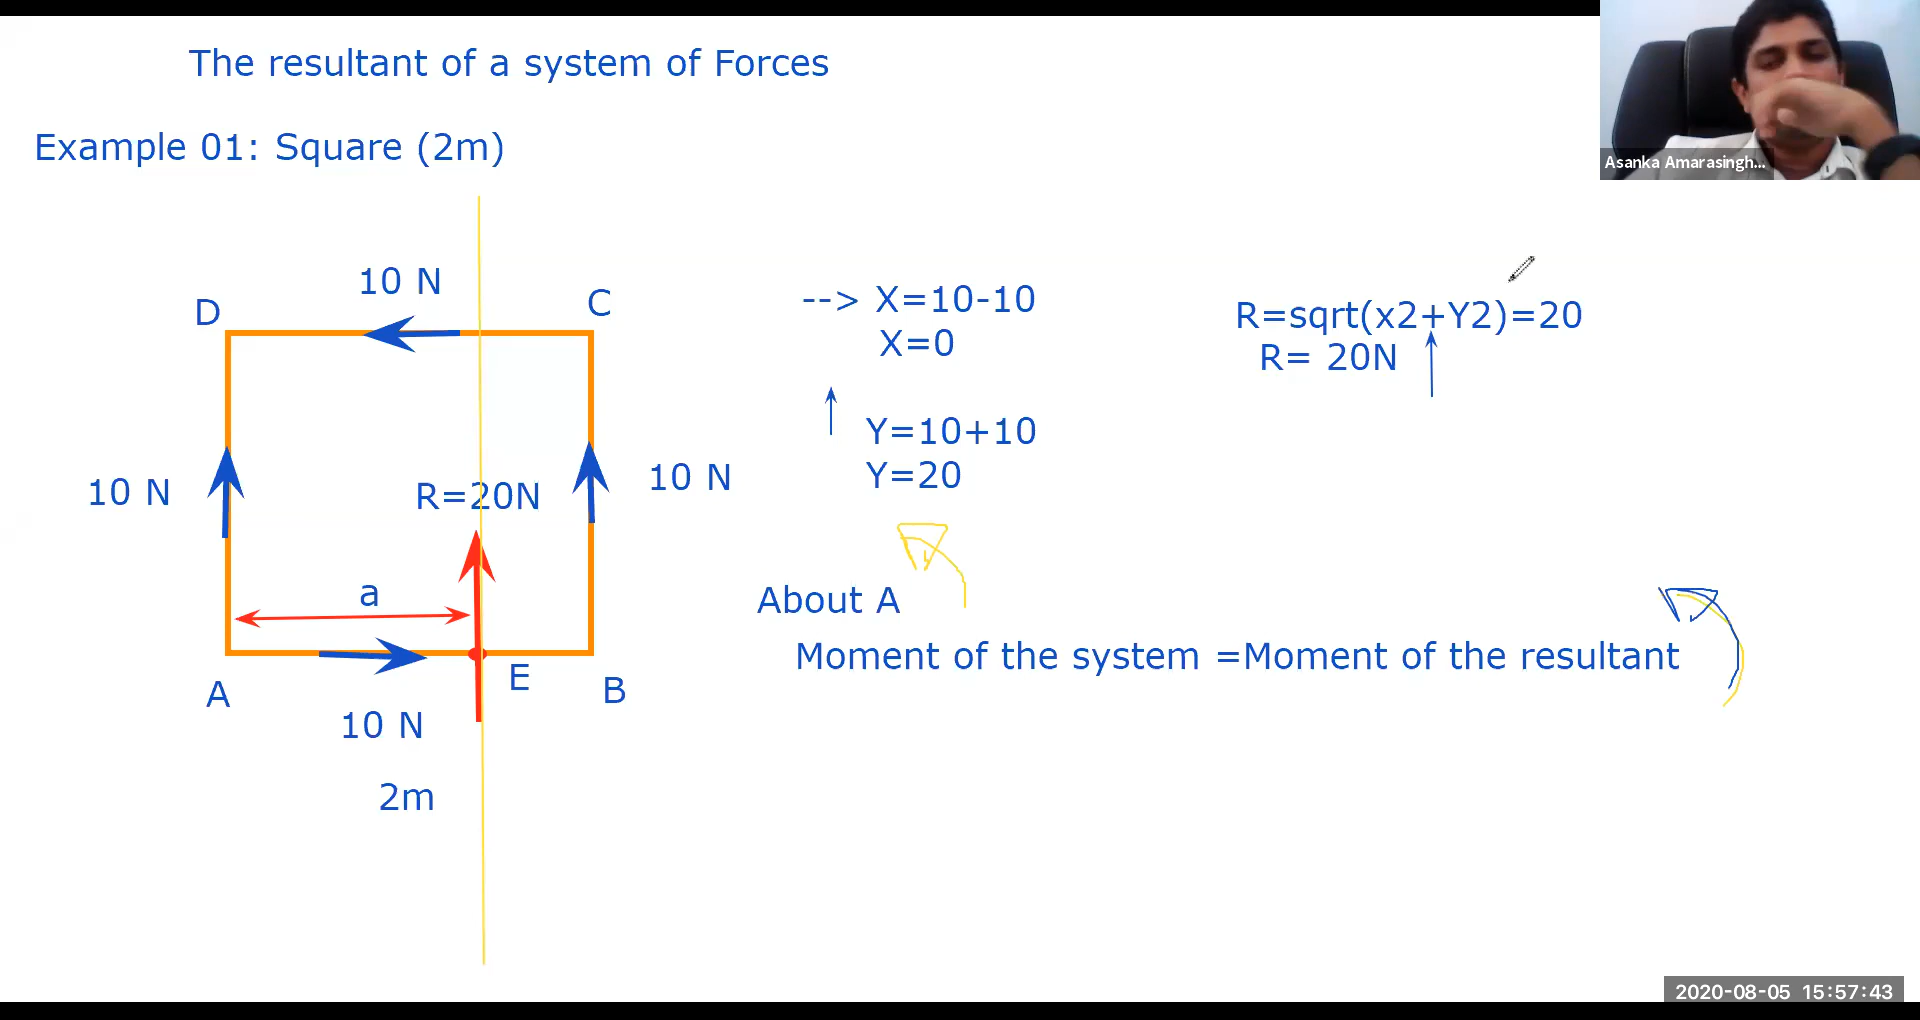 The resultant of a system of Forces
Example 01: Square (2m)
10 N
D
C
10 N
R=20N
10 N
a
A
E
B
10 N
2m
--> X=10-10
X=0
Y=10+10
Y=20
R=sqrt(x2+Y2)=20
R= 20N
About A
Moment of the system =Moment of the resultant
Asanka Amarasingh...
2020-08-05 15:57:43